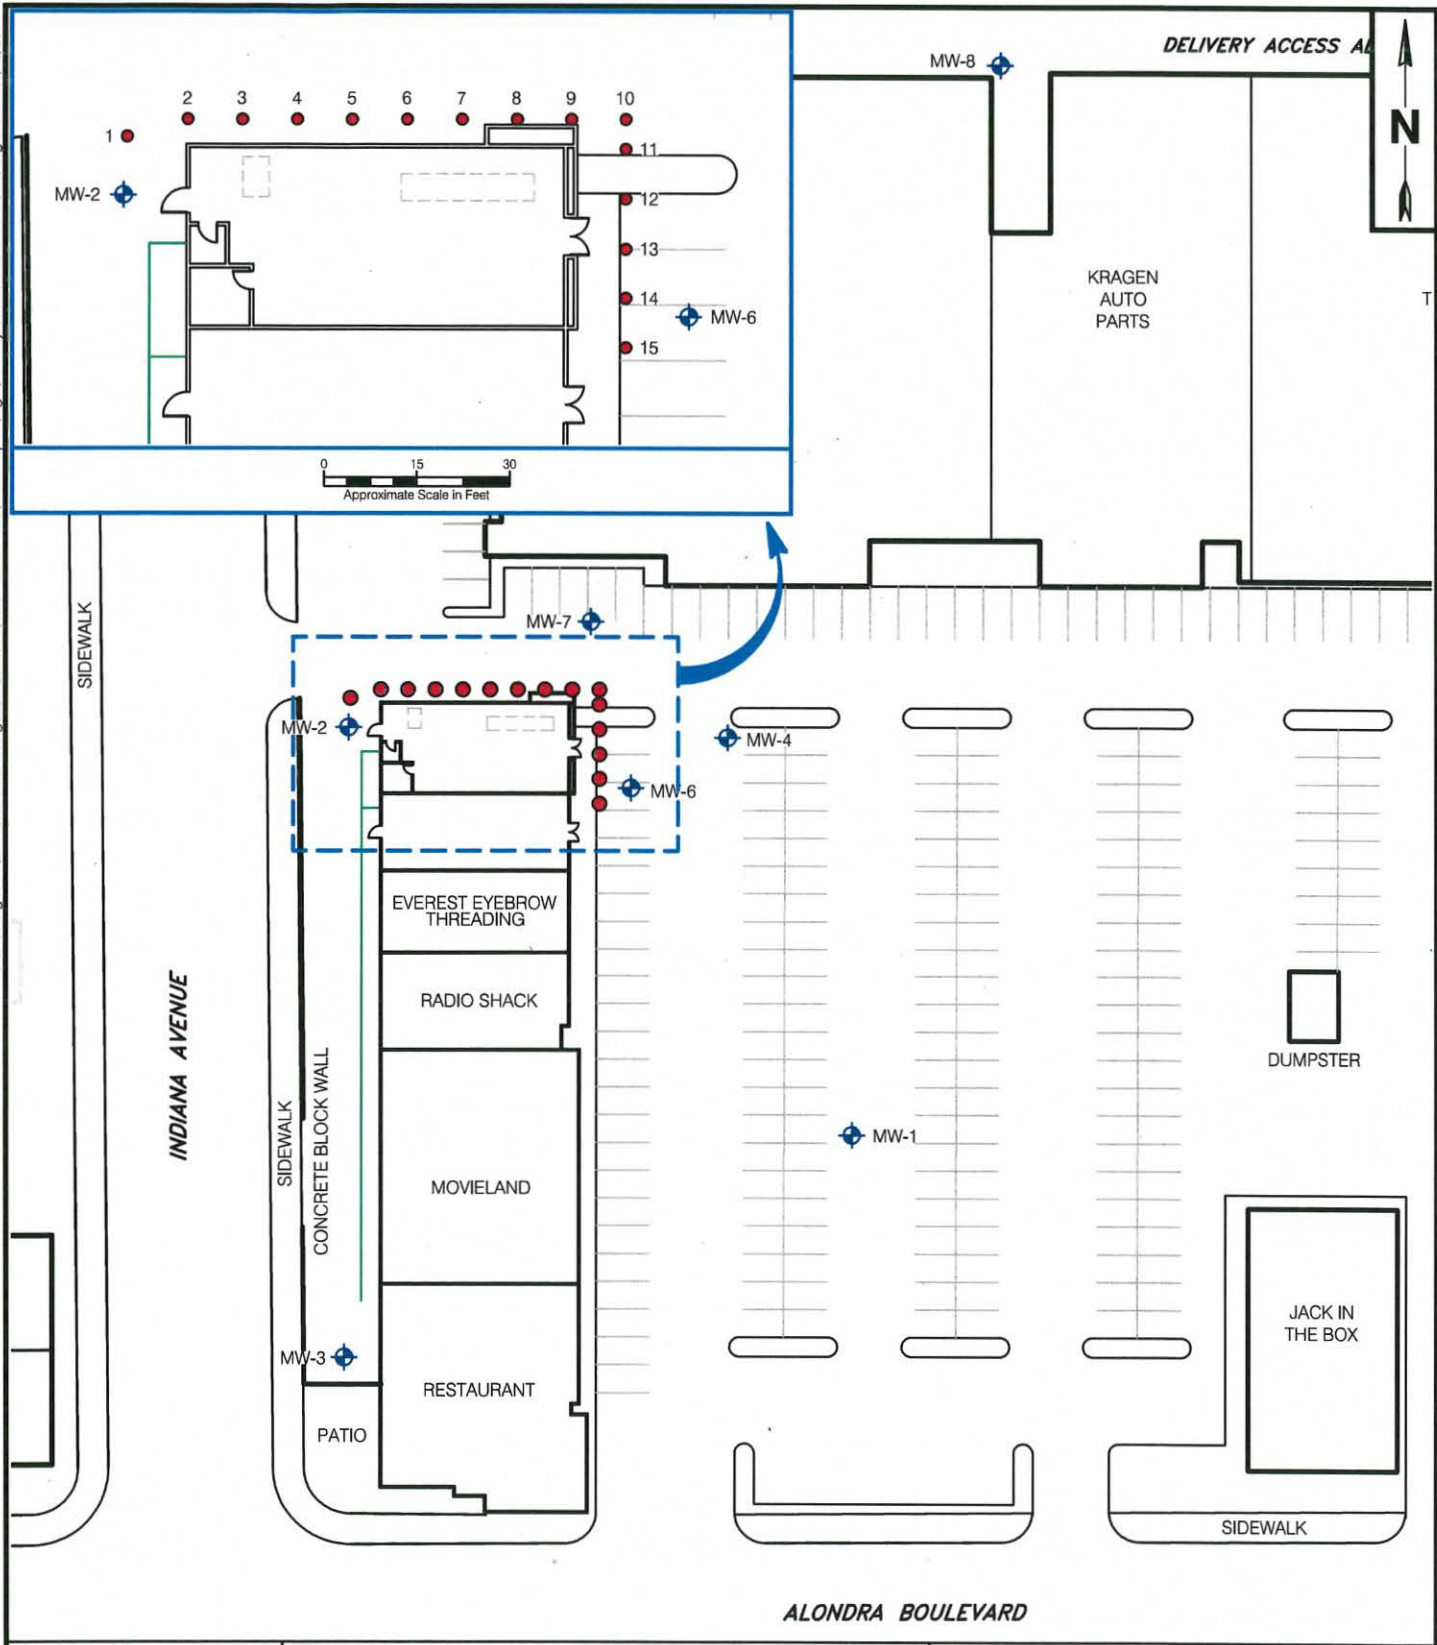 DELIVERY ACCESS
MW-8
N
2 3 4 5 6 7 8 9 10
1
11
MW-2
12
13
14
MW-6
15
KRAGEN
AUTO
PARTS
T
0 15 30
Approximate Scale in Feet
SIDEWALK
MW-7
MW-2
MW-4
MW-6
EVEREST EYEBROW
THREADING
RADIO SHACK
INDIANA AVENUE
SIDEWALK
CONCRETE BLOCK WALL
DUMPSTER
MW-1
MOVIELAND
JACK IN
THE BOX
MW-3
RESTAURANT
PATIO
SIDEWALK
ALONDRA BOULEVARD